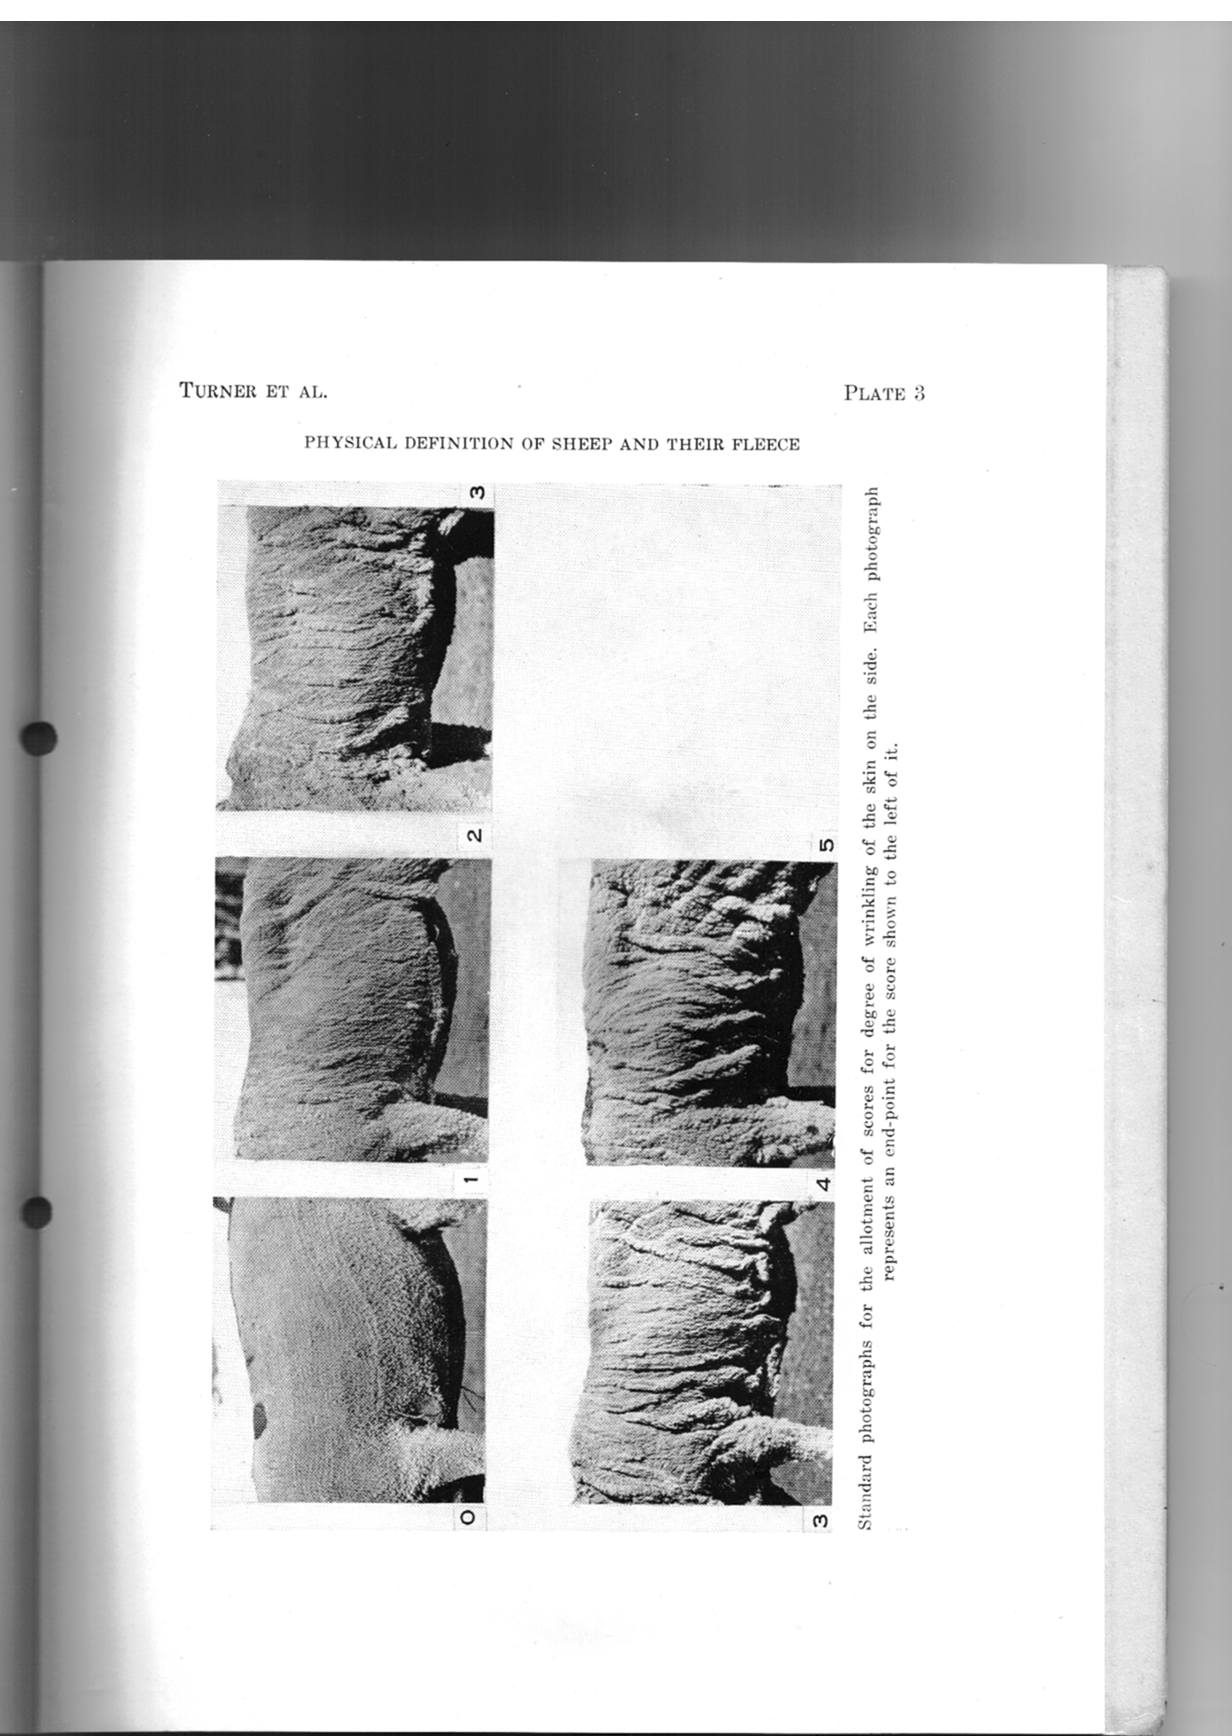 TURNER ET AL.
PLATE 3
PHYSICAL DEFINITION OF SHEEP AND THEIR FLEECE
0
1
2
3
3
4
5
Standard photographs for the allotment of scores for degree of wrinkling of the skin on the side. Each photograph
represents an end-point for the score shown to the left of it.